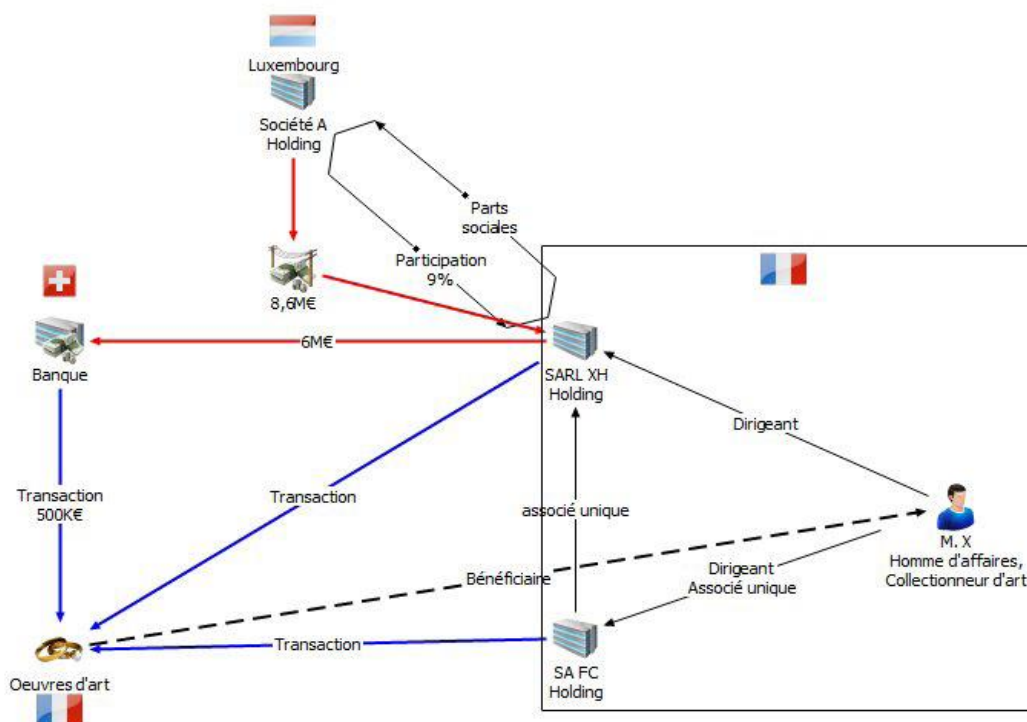 Luxembourg
Société A
Holding
Parts
sociales
Participation
9%
8,6M€
6M€
Banque
SARL XH
Holding
Dirigeant
Transaction
500K€
Transaction
associé unique
M. X
Homme d'affaires,
Collectionneur d'art
Dirigeant
Associé unique
Bénéficiaire
Transaction
Oeuvres d'art
SA FC
Holding